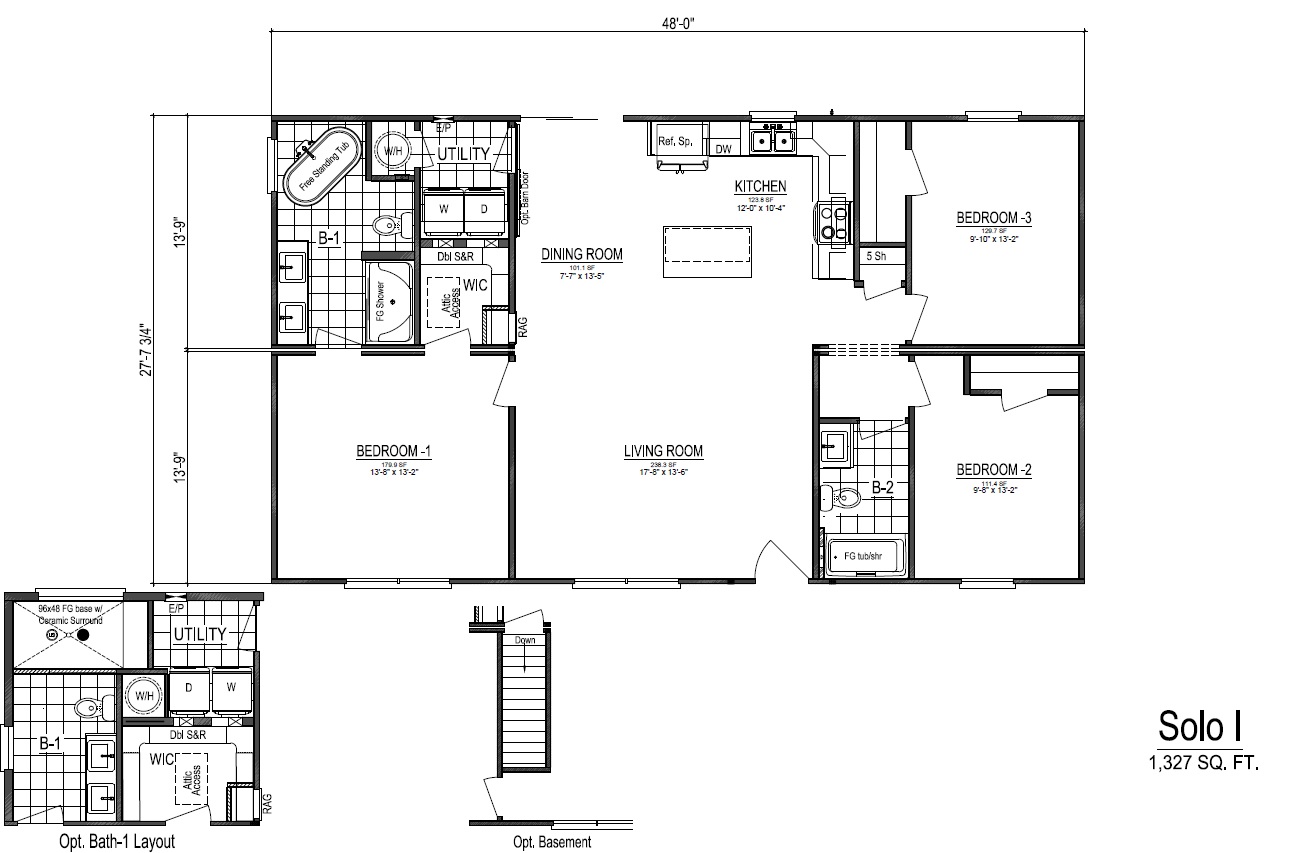 48'-0"
E/P
Free Standing Tub
W/H
UTILITY
Ref, Sp,
DW
Opt. Barn Door
KITCHEN
123.8 SF
12'-0" x 10'-4"
W
D
13'-9"
B-1
BEDROOM -3
129.7 SF
9'-10" x 13'-2"
DINING ROOM
101.1 SF
7'-7" x 13'-5"
Dbl S&R
5 Sh
WIC
FG Shower
Attic
Access
RAG
27'-7 3/4"
13'-9"
BEDROOM -1
179.9 SF
13'-8" x 13'-2"
LIVING ROOM
238.3 SF
17'-8" x 13'-6"
BEDROOM -2
111.4 SF
9'-8" x 13'-2"
B-2
FG tub/shr
96x48 FG base w/
Ceramic Surround
E/P
UTILITY
W/H
D
W
Dbl S&R
B-1
WIC
Attic
Access
RAG
Opt. Bath-1 Layout
Down
Opt. Basement
Solo I
1,327 SQ. FT.